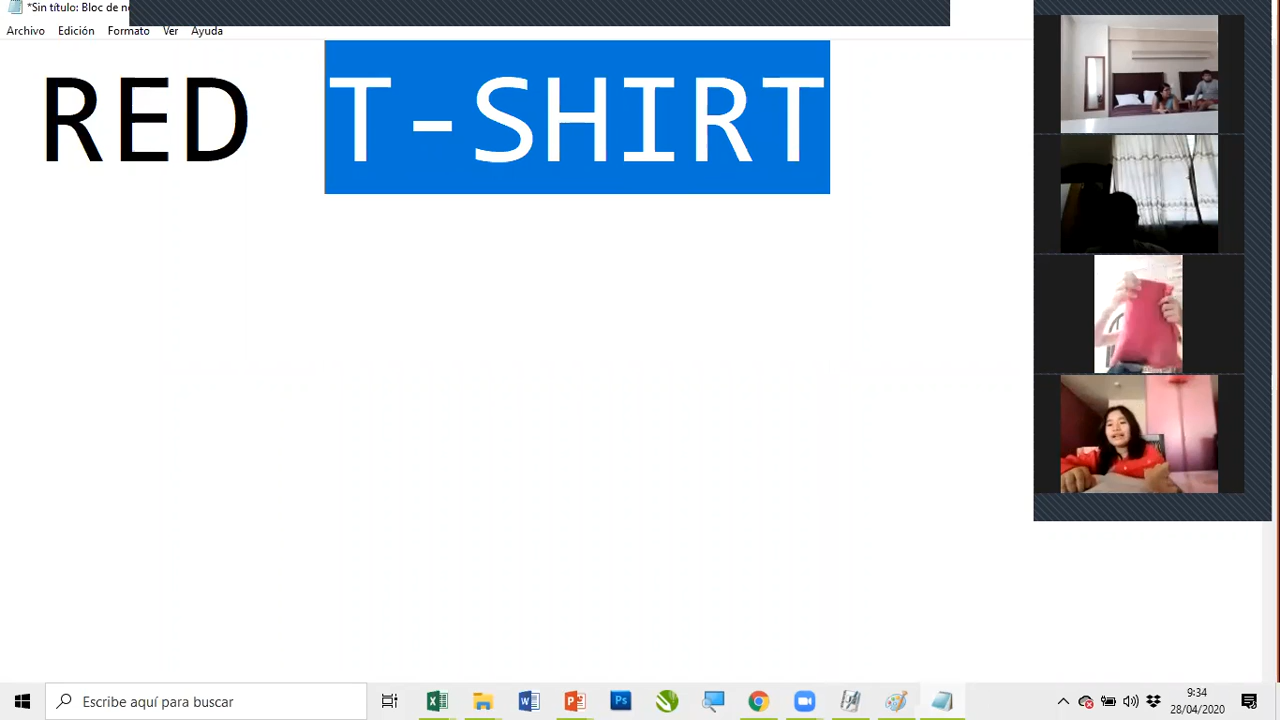 *Sin título: Bloc de n
Archivo Edición Formato Ver Ayuda
RED T-SHIRT
Escribe aquí para buscar
9:34
28/04/2020